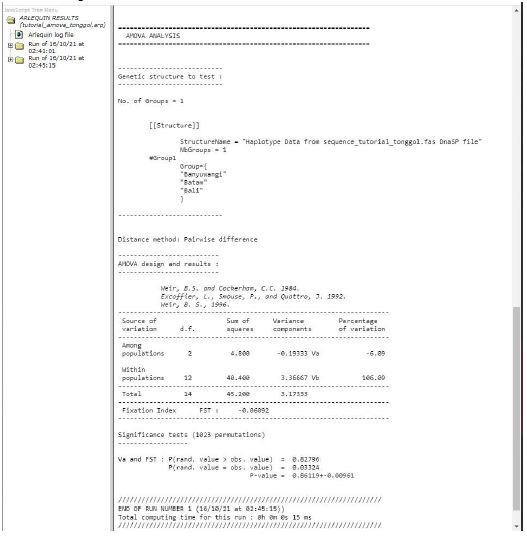 JavaScript Tree Menu
ARLEQUIN RESULTS
(tutorial_amova_tonggol.arp)
Arlequin log file
Run of 16/10/21 at
02:41:01
Run of 16/10/21 at
02:45:15
AMOVA ANALYSIS
Genetic structure to test :
No. of Groups = 1
[[Structure]]
StructureName = "Haplotype Data from sequence_tutorial_tonggol.fas DnaSP file"
NbGroups = 1
#Group1
Group={
"Banyuwangi"
"Batam"
"Bali"
}
Distance method: Pairwise difference
AMOVA design and results :
Weir, B.S. and Cockerham, C.C. 1984.
Excoffier, L., Smouse, P., and Quattro, J. 1992.
Weir, B. S., 1996.
Source of Sum of Variance Percentage
variation d.f. squares components of variation
Among
populations 2 4.800 -0.19333 Va -6.09
Within
populations 12 40.400 3.36667 Vb 106.09
Total 14 45.200 3.17333
Fixation Index FST : -0.06092
Significance tests (1023 permutations)
Va and FST : P(rand. value > obs. value) = 0.82796
P(rand. value = obs. value) = 0.03324
P-value = 0.86119+-0.00961
END OF RUN NUMBER 1 (16/10/21 at 02:45:15))
Total computing time for this run : 0h 0m 0s 15 ms